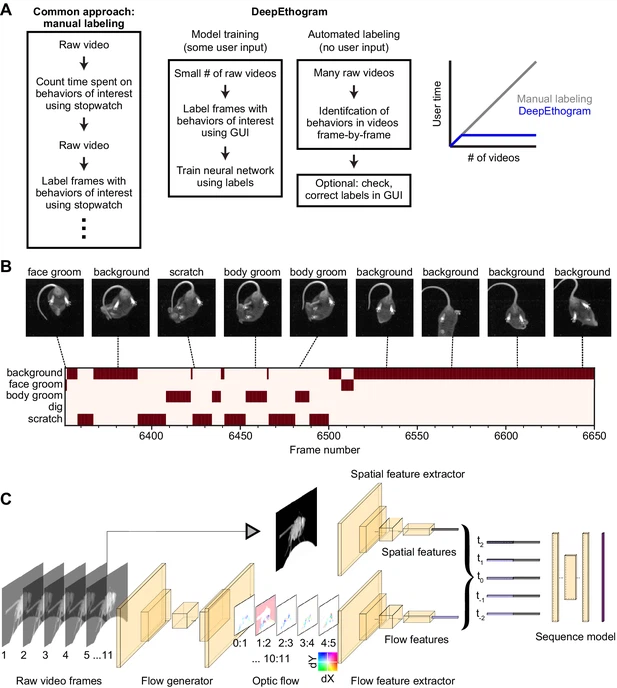 A
Common approach:
manual labeling
Raw video
Count time spent on
behaviors of interest
using stopwatch
Raw video
Label frames with
behaviors of interest
using stopwatch
DeepEthogram
Model training
(some user input)
Small # of raw videos
Label frames with
behaviors of interest
using GUI
Train neural network
using labels
Automated labeling
(no user input)
Many raw videos
Identifcation of
behaviors in videos
frame-by-frame
Optional: check,
correct labels in GUI
User time
Manual labeling
DeepEthogram
# of videos
B
face groom background scratch body groom body groom background background background background
background
face groom
body groom
dig
scratch
6400 6450 6500 6550 6600 6650
Frame number
C
Spatial feature extractor
Spatial features
t2
t1
t0
t-1
t-2
0:1 1:2 2:3 3:4 4:5
... 10:11
dY
dX
Flow features
Sequence model
1 2 3 4 5 ... 11
Raw video frames Flow generator Optic flow Flow feature extractor